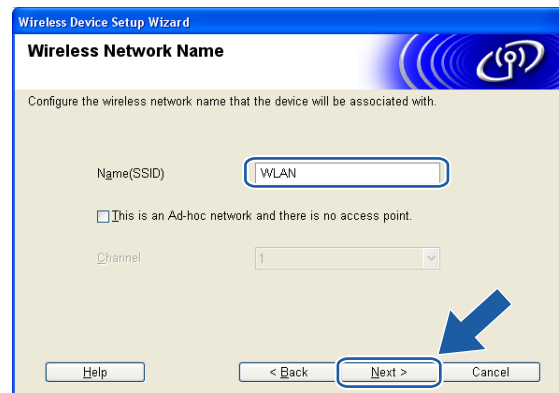 Wireless Device Setup Wizard
Wireless Network Name
Configure the wireless network name that the device will be associated with.
Name(SSID) WLAN
This is an Ad-hoc network and there is no access point.
Channel 1
Help < Back Next > Cancel